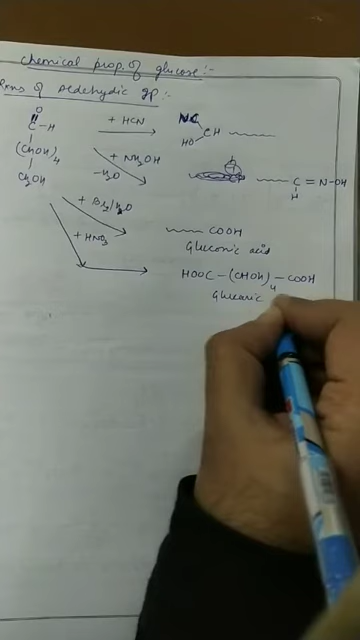 chemical prop. of glucose :-
Rxns of aldehydic gp :-
O
C-H
(CHOH)4
CH2OH
+ HCN
NC
CH
HO
+ NH2OH
-H2O
C=N-OH
H
+ Br2/H2O
COOH
Gluconic acid
+ HNO3
HOOC-(CHOH)4-COOH
Glucaric